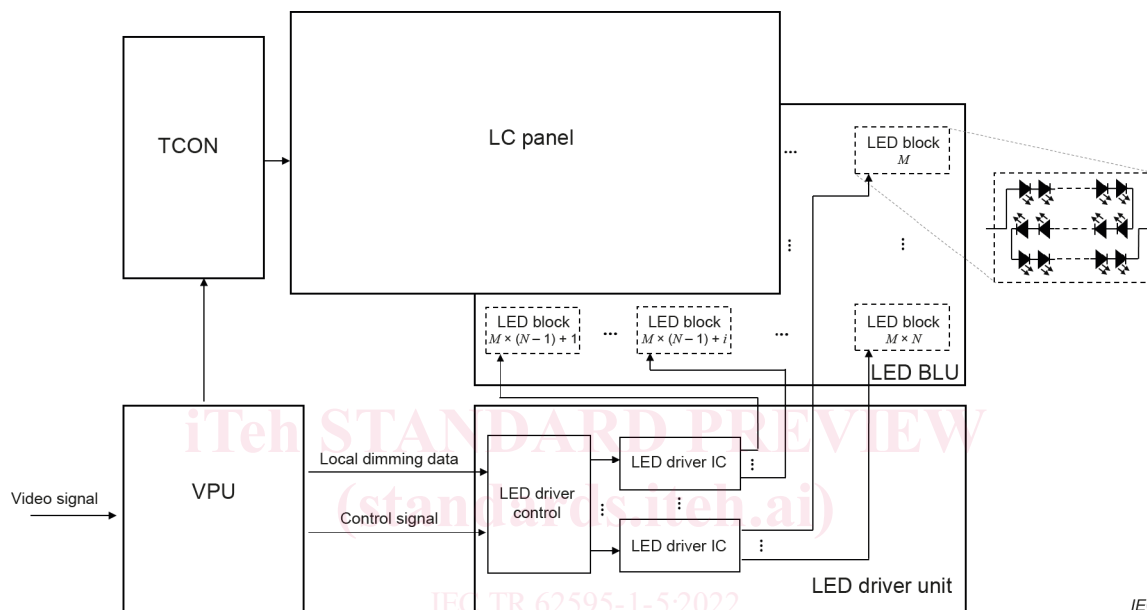 TCON
LC panel
...
LED block
M
LED block
M × (N – 1) + 1
...
LED block
M × (N – 1) + i
...
LED block
M × N
LED BLU
iTeh STANDARD PREVIEW
(standards.iteh.ai)
Video signal
VPU
Local dimming data
Control signal
LED driver
control
LED driver IC
LED driver IC
LED driver unit
IEC TR 62595-1-5:2022